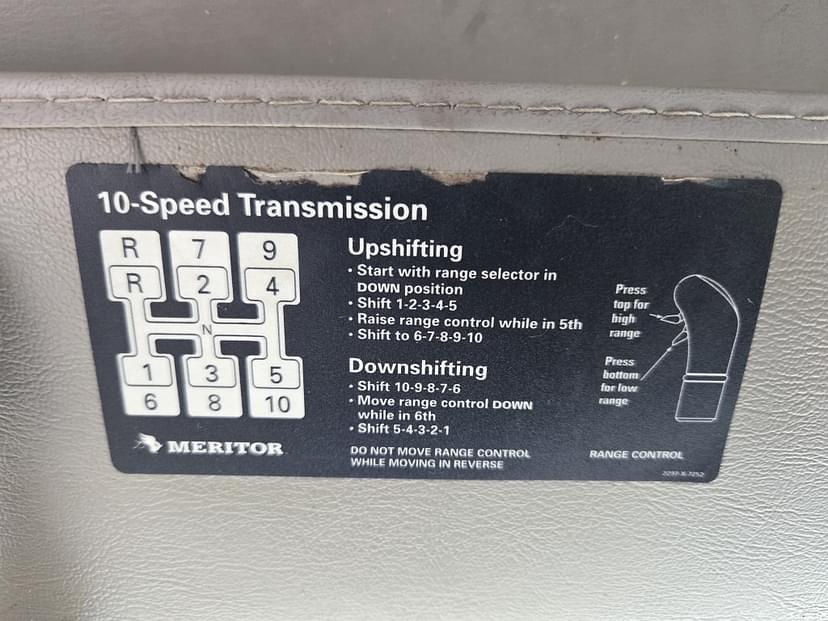 10-Speed Transmission
R 7 9
R 2 4
N
1 3 5
6 8 10
MERITOR
Upshifting
• Start with range selector in
DOWN position
• Shift 1-2-3-4-5
• Raise range control while in 5th
• Shift to 6-7-8-9-10
Downshifting
• Shift 10-9-8-7-6
• Move range control DOWN
while in 6th
• Shift 5-4-3-2-1
DO NOT MOVE RANGE CONTROL
WHILE MOVING IN REVERSE
Press
top for
high
range
Press
bottom
for low
range
RANGE CONTROL